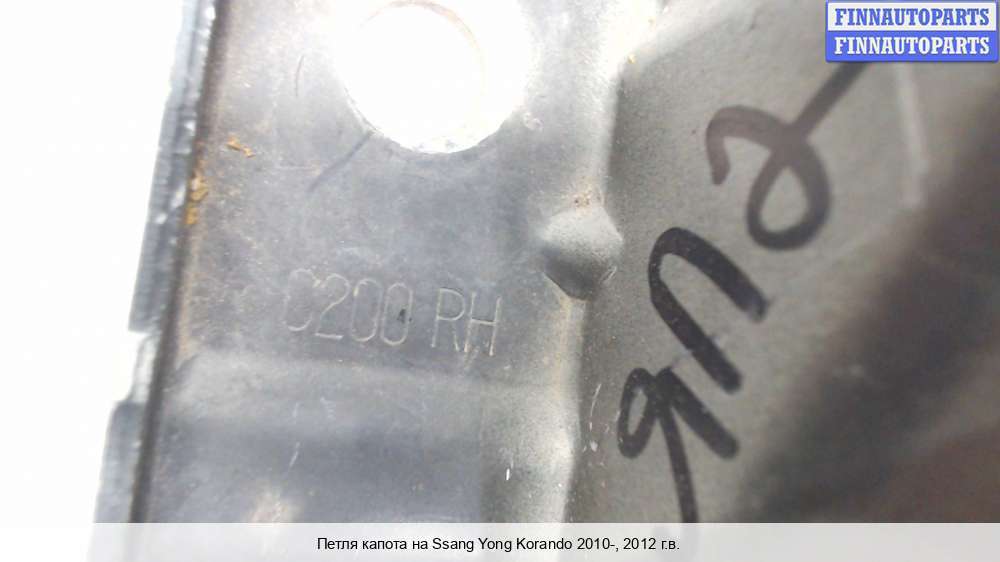 FINNAUTOPARTS
FINNAUTOPARTS
C200 RH
Петля капота на Ssang Yong Korando 2010-, 2012 г.в.